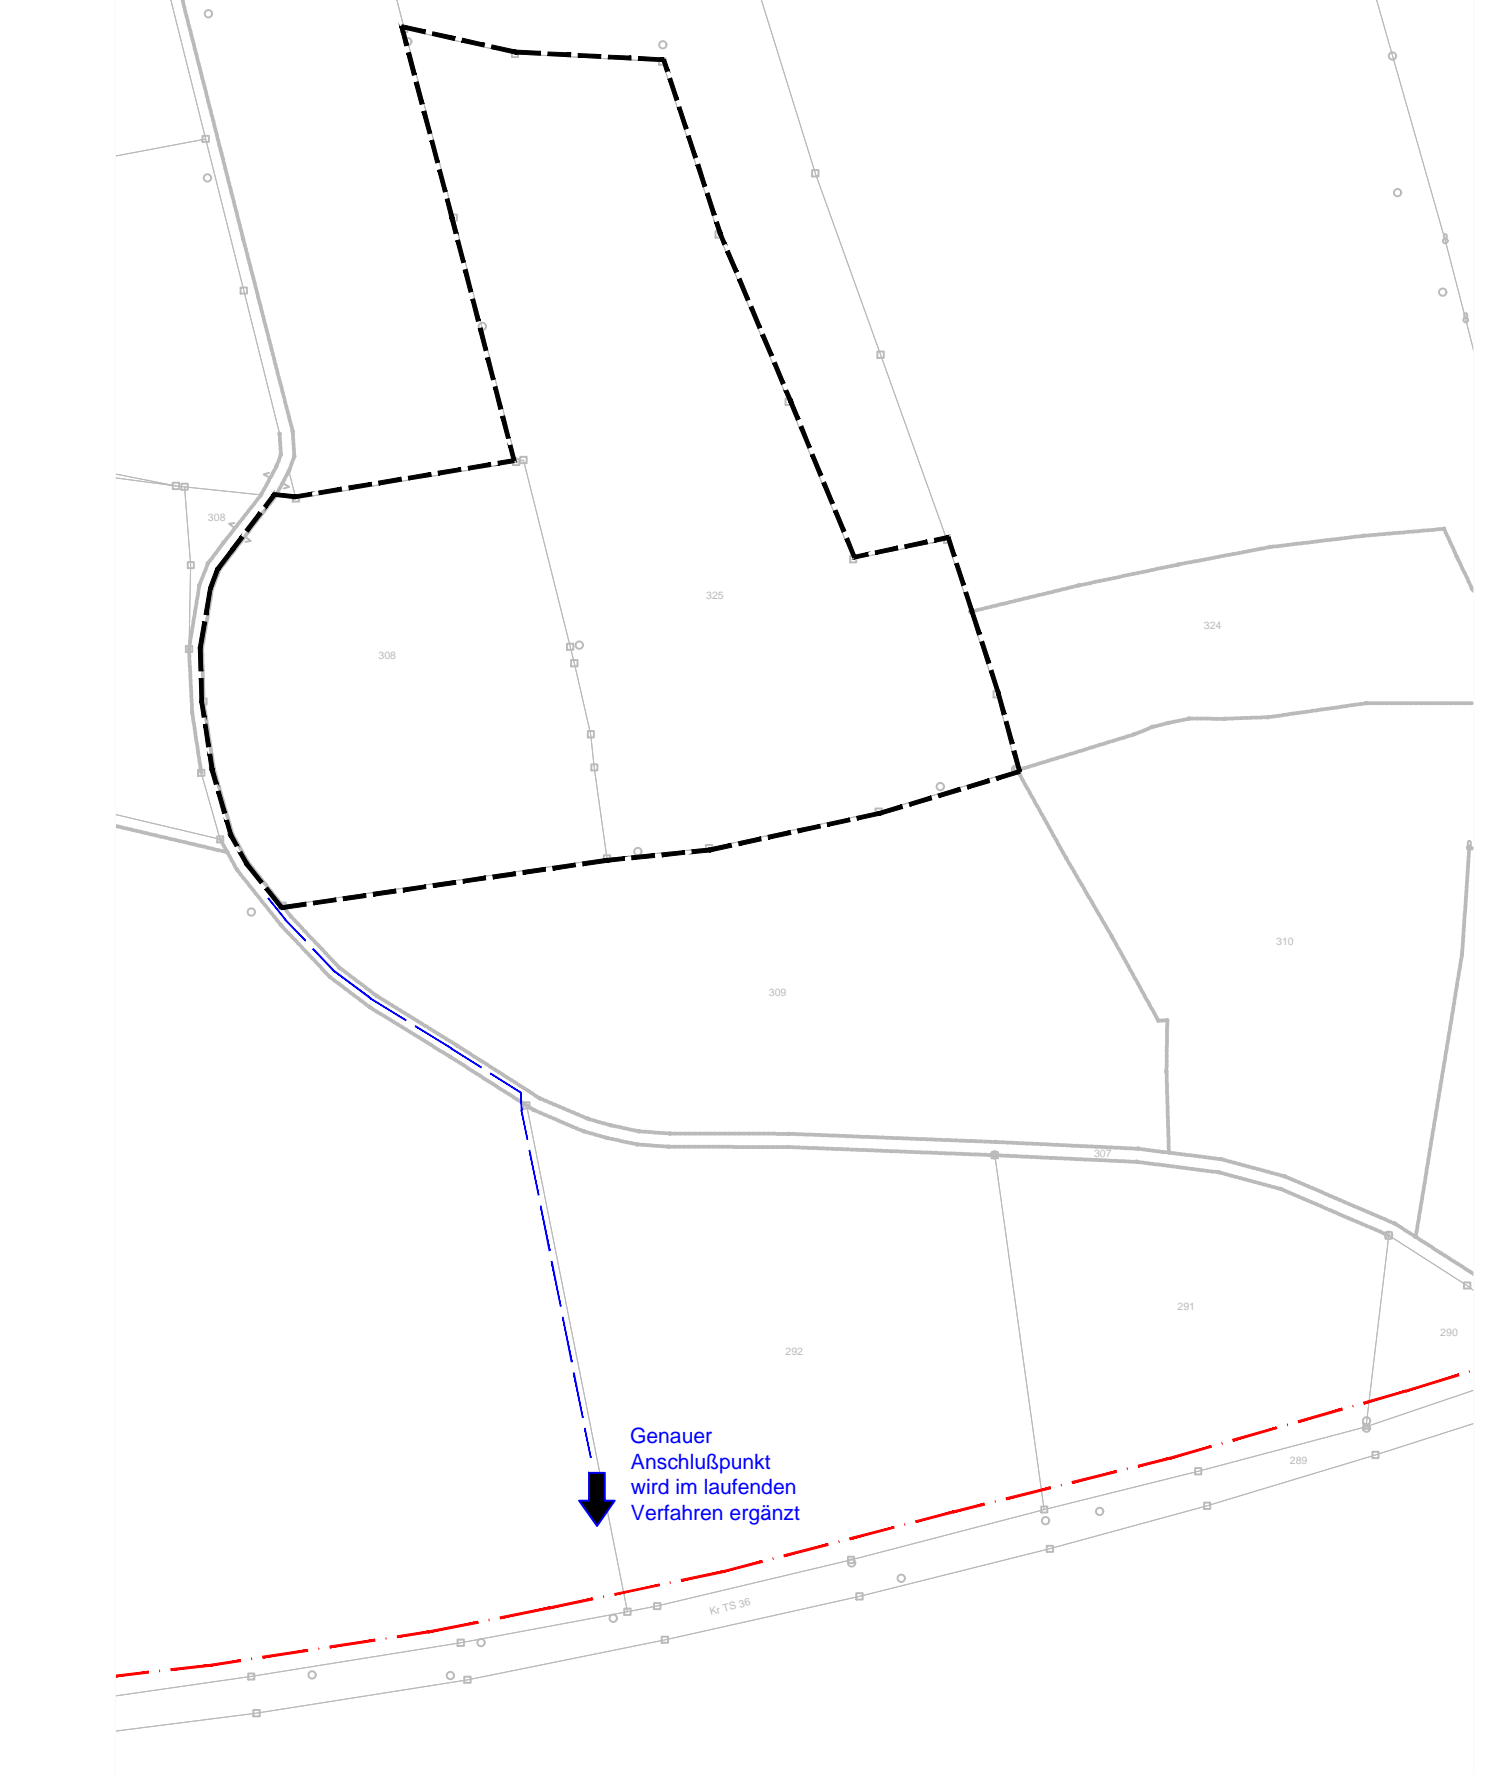 308
325
324
308
310
309
307
291
290
292
Genauer
Anschlußpunkt
wird im laufenden
Verfahren ergänzt
289
Kr TS 36